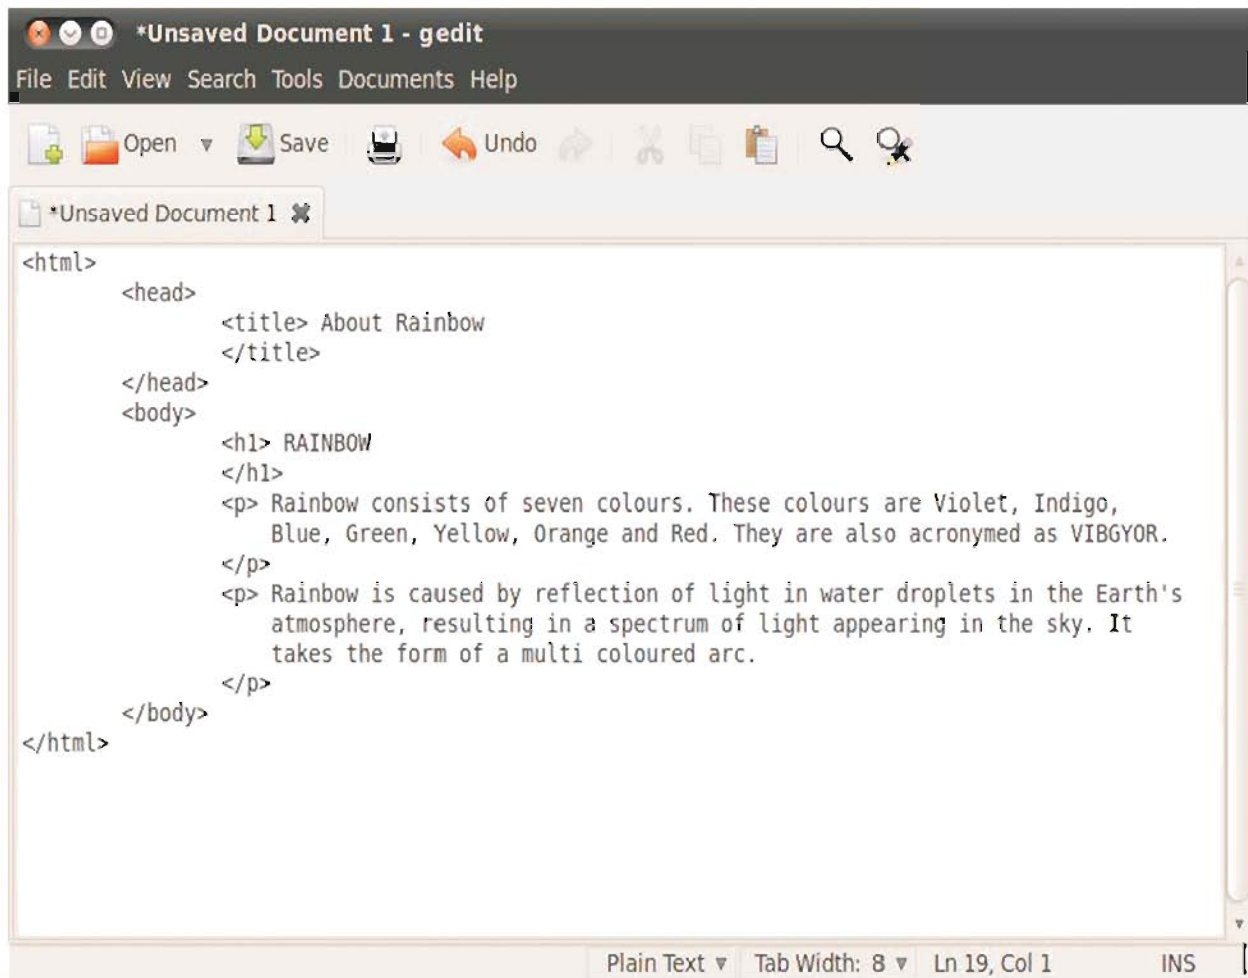 *Unsaved Document 1 - gedit
File Edit View Search Tools Documents Help
Open Save Undo
*Unsaved Document 1
<html>
<head>
<title> About Rainbow
</title>
</head>
<body>
<h1> RAINBOW
</h1>
<p> Rainbow consists of seven colours. These colours are Violet, Indigo,
Blue, Green, Yellow, Orange and Red. They are also acronymed as VIBGYOR.
</p>
<p> Rainbow is caused by reflection of light in water droplets in the Earth's
atmosphere, resulting in a spectrum of light appearing in the sky. It
takes the form of a multi coloured arc.
</p>
</body>
</html>
Plain Text Tab Width: 8 Ln 19, Col 1 INS